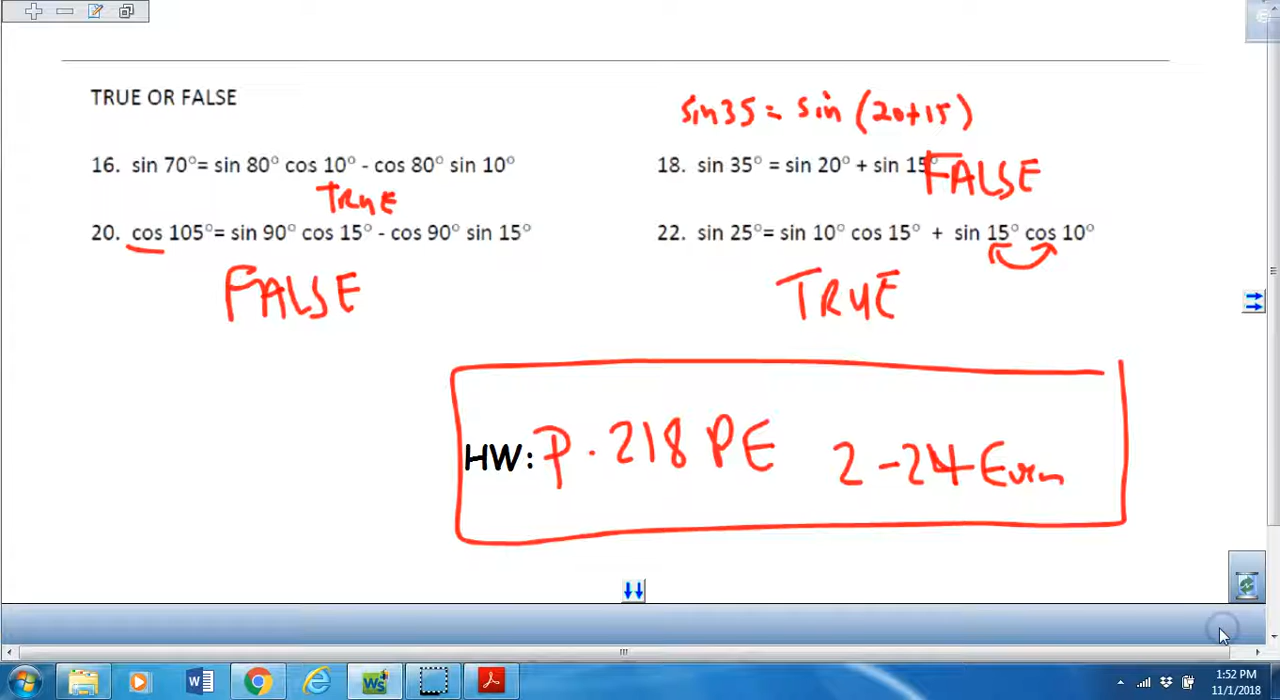 TRUE OR FALSE
sin35 = sin (20+15)
16. sin 70°= sin 80° cos 10° - cos 80° sin 10°
TRUE
18. sin 35° = sin 20° + sin 15°
FALSE
20. cos 105°= sin 90° cos 15° - cos 90° sin 15°
FALSE
22. sin 25°= sin 10° cos 15° + sin 15° cos 10°
TRUE
HW: P. 218 PE 2-24 Even
1:52 PM
11/1/2018